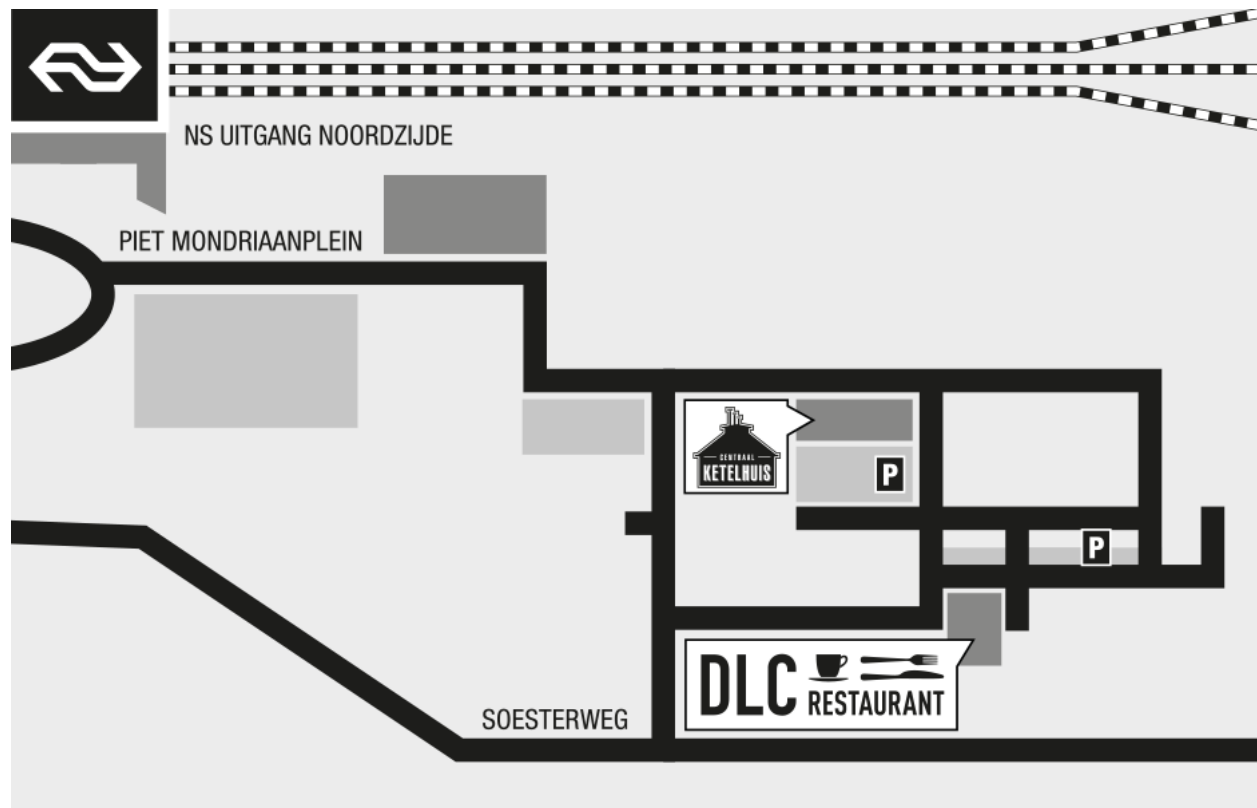 NS UITGANG NOORDZIJDE
PIET MONDRIAANPLEIN
CENTRAAL
KETELHUIS
P
P
DLC
RESTAURANT
SOESTERWEG